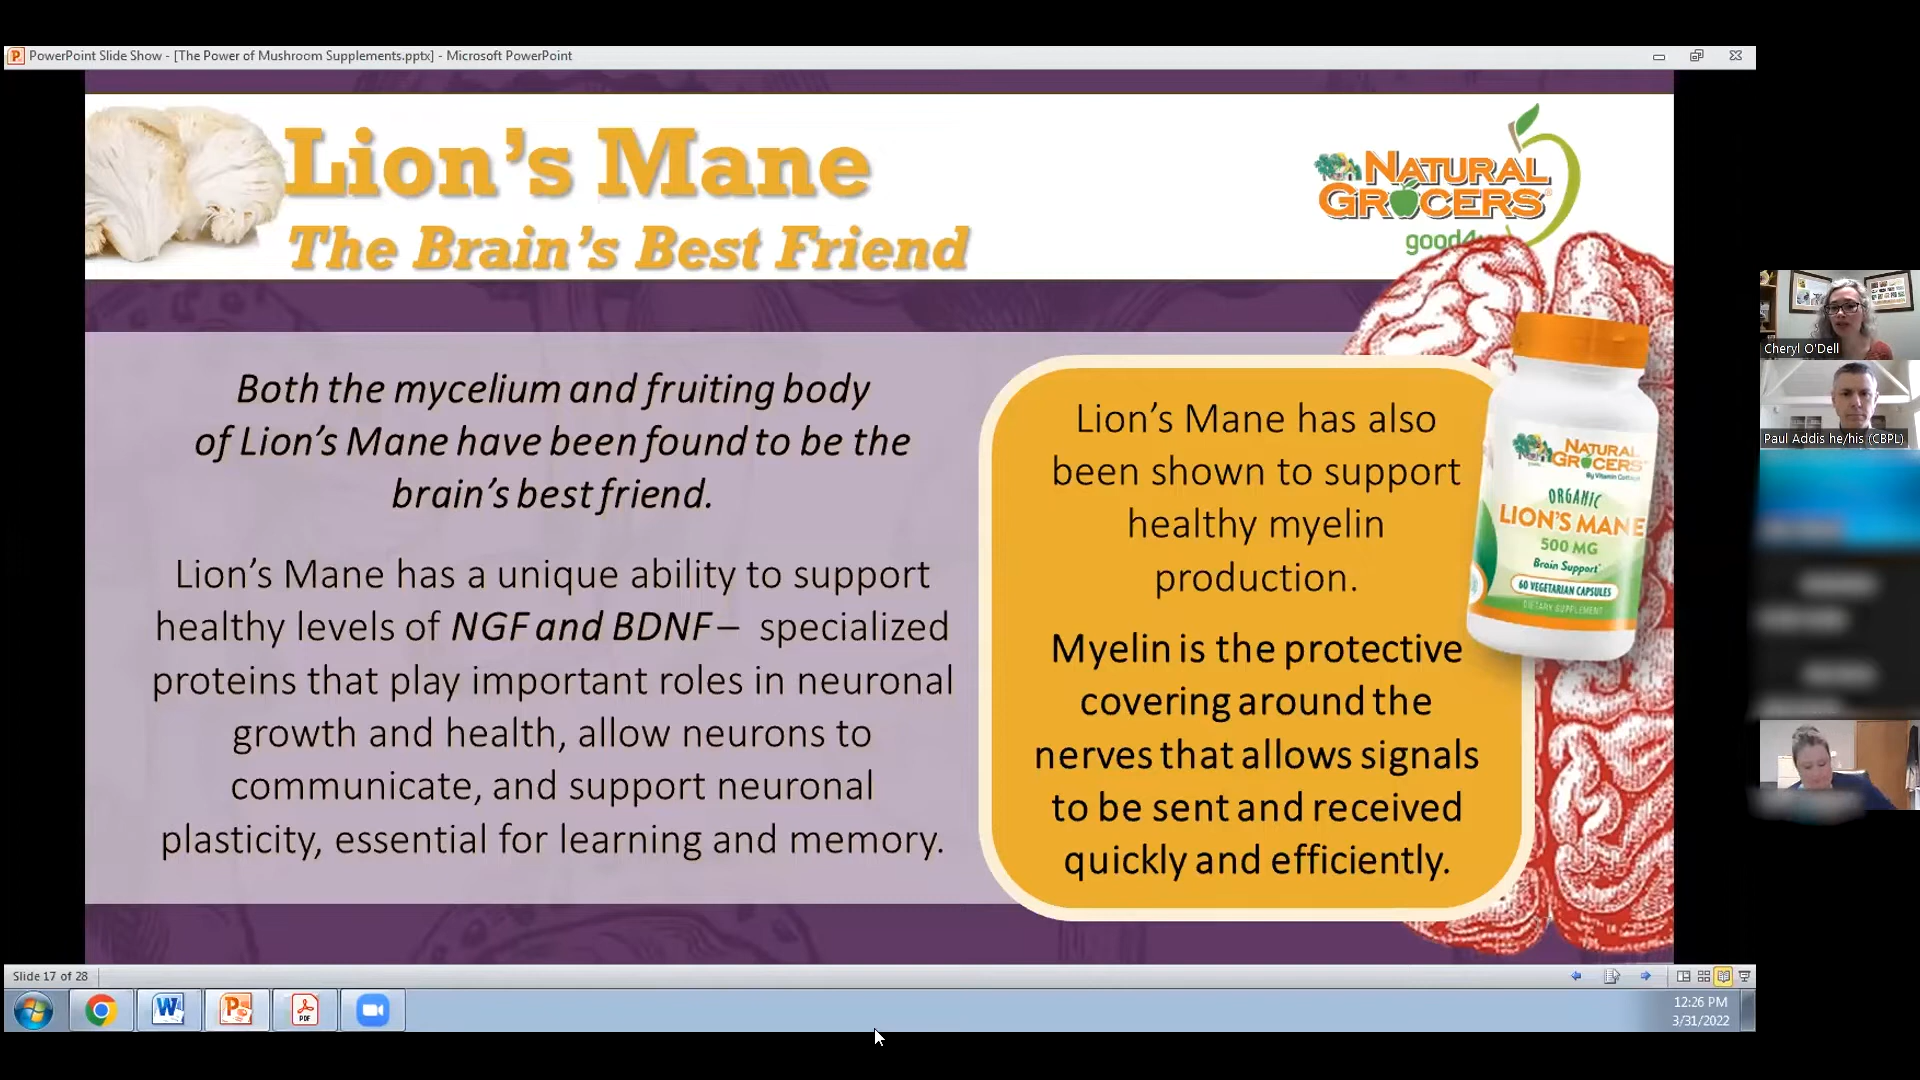 PowerPoint Slide Show - [The Power of Mushroom Supplements.pptx] - Microsoft PowerPoint
Lion’s Mane
The Brain’s Best Friend
NATURAL
GROCERS
Both the mycelium and fruiting body
of Lion’s Mane have been found to be the
brain’s best friend.
Lion’s Mane has a unique ability to support
healthy levels of NGF and BDNF – specialized
proteins that play important roles in neuronal
growth and health, allow neurons to
communicate, and support neuronal
plasticity, essential for learning and memory.
Lion’s Mane has also
been shown to support
healthy myelin
production.
Myelin is the protective
covering around the
nerves that allows signals
to be sent and received
quickly and efficiently.
NATURAL
GROCERS
ORGANIC
LION'S MANE
500 MG
Brain Support*
60 VEGETARIAN CAPSULES
DIETARY SUPPLEMENT
Cheryl O'Dell
Paul Addis he/his (CBPL)
Slide 17 of 28
PDF
12:26 PM
3/31/2022